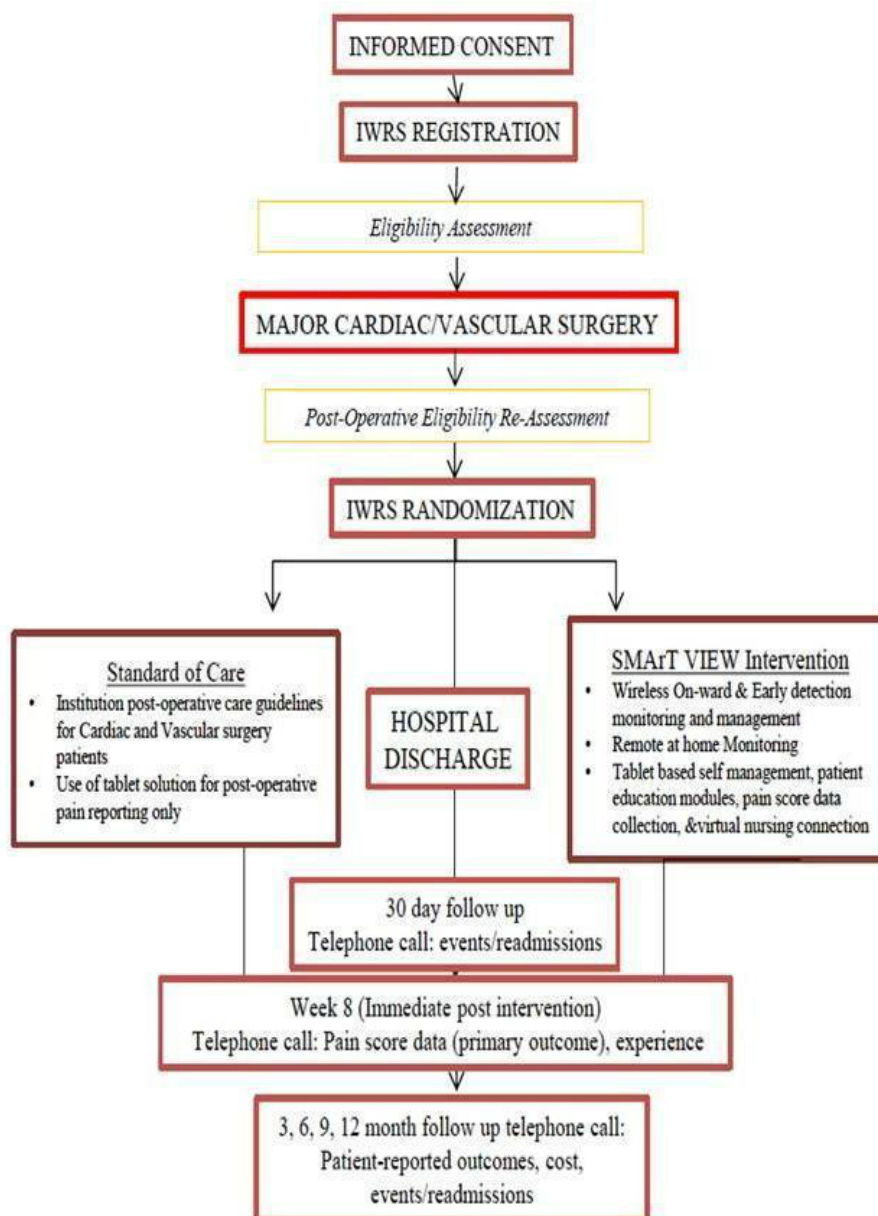 INFORMED CONSENT
IWRS REGISTRATION
Eligibility Assessment
MAJOR CARDIAC/VASCULAR SURGERY
Post-Operative Eligibility Re-Assessment
IWRS RANDOMIZATION
Standard of Care
• Institution post-operative care guidelines
for Cardiac and Vascular surgery
patients
• Use of tablet solution for post-operative
pain reporting only
HOSPITAL
DISCHARGE
SMArT VIEW Intervention
• Wireless On-ward & Early detection
monitoring and management
• Remote at home Monitoring
• Tablet based self management, patient
education modules, pain score data
collection, &virtual nursing connection
30 day follow up
Telephone call: events/readmissions
Week 8 (Immediate post intervention)
Telephone call: Pain score data (primary outcome), experience
3, 6, 9, 12 month follow up telephone call:
Patient-reported outcomes, cost,
events/readmissions